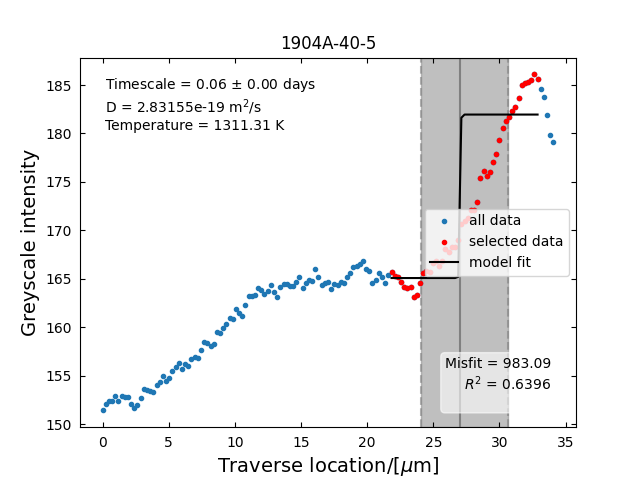 1904A-40-5
Timescale = 0.06 ± 0.00 days
D = 2.83155e-19 m²/s
Temperature = 1311.31 K
Greyscale intensity
185
180
175
170
165
160
155
150
all data
selected data
model fit
Misfit = 983.09
R² = 0.6396
0 5 10 15 20 25 30 35
Traverse location/[μm]